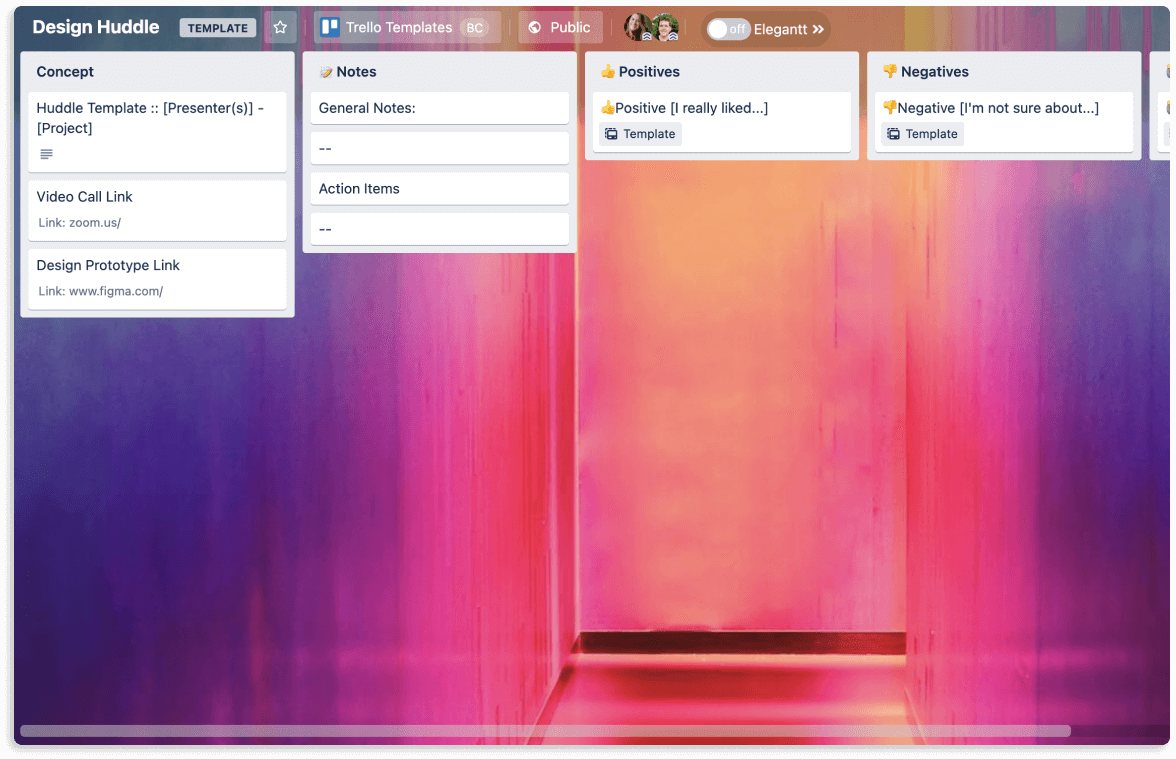 Design Huddle TEMPLATE Trello Templates BC Public off Elegantt >>
Concept
Huddle Template :: [Presenter(s)] -
[Project]
Video Call Link
Link: zoom.us/
Design Prototype Link
Link: www.figma.com/
📝 Notes
General Notes:
--
Action Items
--
👍 Positives
👍Positive [I really liked...]
Template
👎 Negatives
👎Negative [I'm not sure about...]
Template